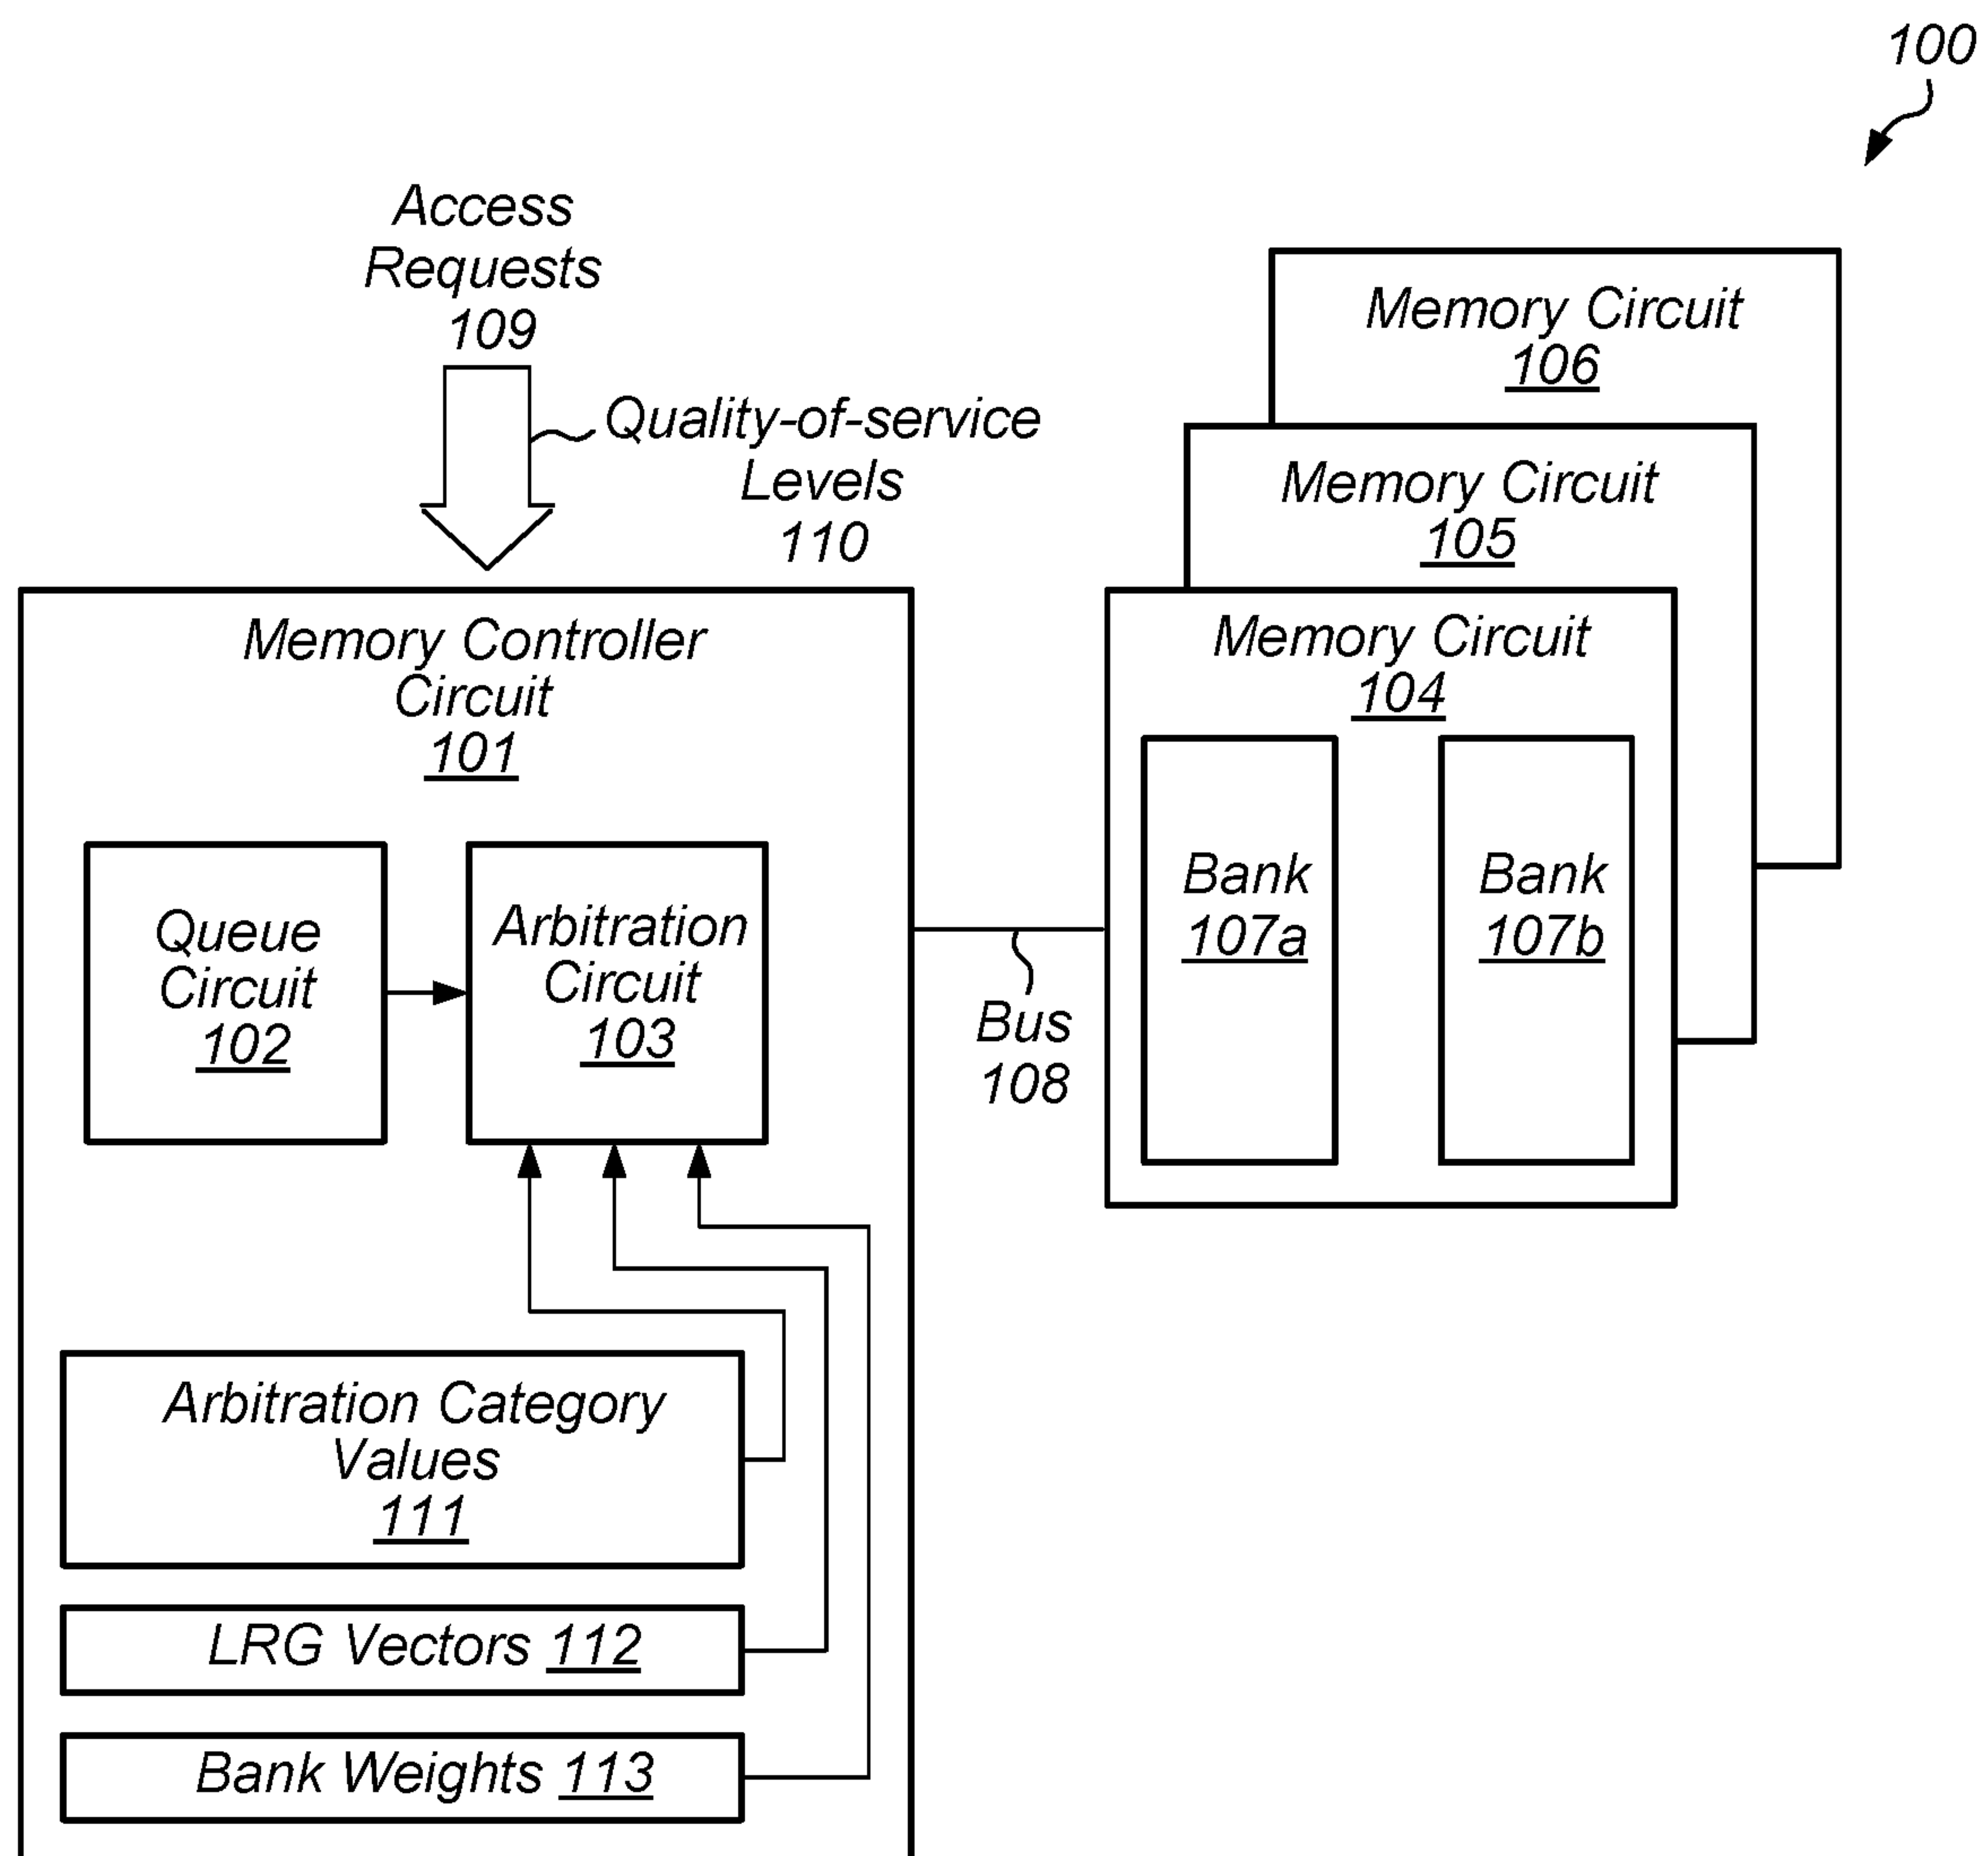 100
Access
Requests
109
Quality-of-service
Levels
110
Memory Circuit
106
Memory Circuit
105
Memory Circuit
104
Bank
107a
Bank
107b
Bus
108
Memory Controller
Circuit
101
Queue
Circuit
102
Arbitration
Circuit
103
Arbitration Category
Values
111
LRG Vectors 112
Bank Weights 113